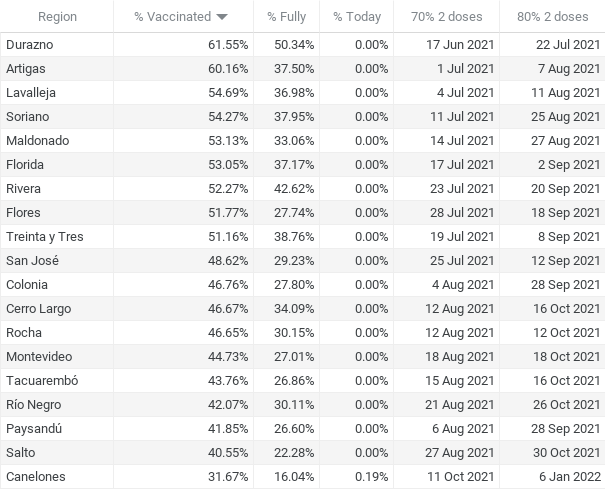 Region % Vaccinated % Fully % Today 70% 2 doses 80% 2 doses
Durazno 61.55% 50.34% 0.00% 17 Jun 2021 22 Jul 2021
Artigas 60.16% 37.50% 0.00% 1 Jul 2021 7 Aug 2021
Lavalleja 54.69% 36.98% 0.00% 4 Jul 2021 11 Aug 2021
Soriano 54.27% 37.95% 0.00% 11 Jul 2021 25 Aug 2021
Maldonado 53.13% 33.06% 0.00% 14 Jul 2021 27 Aug 2021
Florida 53.05% 37.17% 0.00% 17 Jul 2021 2 Sep 2021
Rivera 52.27% 42.62% 0.00% 23 Jul 2021 20 Sep 2021
Flores 51.77% 27.74% 0.00% 28 Jul 2021 18 Sep 2021
Treinta y Tres 51.16% 38.76% 0.00% 19 Jul 2021 8 Sep 2021
San José 48.62% 29.23% 0.00% 25 Jul 2021 12 Sep 2021
Colonia 46.76% 27.80% 0.00% 4 Aug 2021 28 Sep 2021
Cerro Largo 46.67% 34.09% 0.00% 12 Aug 2021 16 Oct 2021
Rocha 46.65% 30.15% 0.00% 12 Aug 2021 12 Oct 2021
Montevideo 44.73% 27.01% 0.00% 18 Aug 2021 18 Oct 2021
Tacuarembó 43.76% 26.86% 0.00% 15 Aug 2021 16 Oct 2021
Río Negro 42.07% 30.11% 0.00% 21 Aug 2021 26 Oct 2021
Paysandú 41.85% 26.60% 0.00% 6 Aug 2021 28 Sep 2021
Salto 40.55% 22.28% 0.00% 27 Aug 2021 30 Oct 2021
Canelones 31.67% 16.04% 0.19% 11 Oct 2021 6 Jan 2022